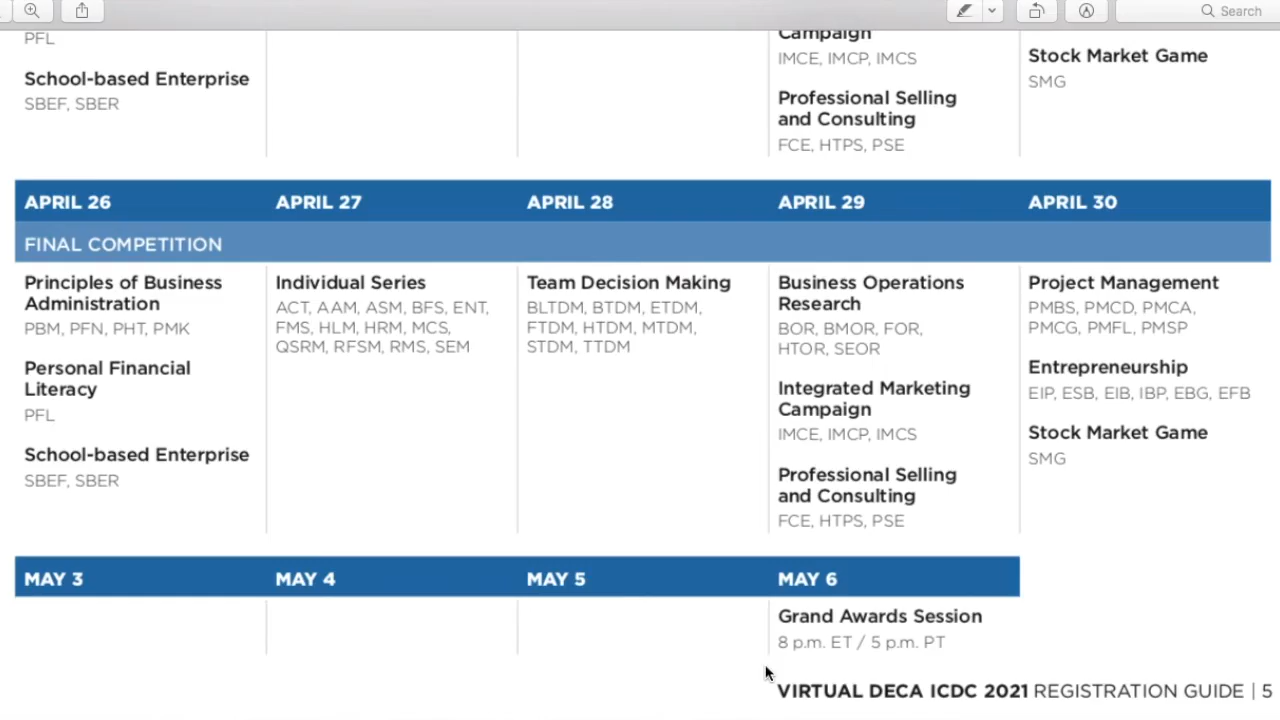 Search
PFL
School-based Enterprise
SBEF, SBER
Campaign
IMCE, IMCP, IMCS
Professional Selling
and Consulting
FCE, HTPS, PSE
Stock Market Game
SMG
APRIL 26
APRIL 27
APRIL 28
APRIL 29
APRIL 30
FINAL COMPETITION
Principles of Business
Administration
PBM, PFN, PHT, PMK
Personal Financial
Literacy
PFL
School-based Enterprise
SBEF, SBER
Individual Series
ACT, AAM, ASM, BFS, ENT,
FMS, HLM, HRM, MCS,
QSRM, RFSM, RMS, SEM
Team Decision Making
BLTDM, BTDM, ETDM,
FTDM, HTDM, MTDM,
STDM, TTDM
Business Operations
Research
BOR, BMOR, FOR,
HTOR, SEOR
Integrated Marketing
Campaign
IMCE, IMCP, IMCS
Professional Selling
and Consulting
FCE, HTPS, PSE
Project Management
PMBS, PMCD, PMCA,
PMCG, PMFL, PMSP
Entrepreneurship
EIP, ESB, EIB, IBP, EBG, EFB
Stock Market Game
SMG
MAY 3
MAY 4
MAY 5
MAY 6
Grand Awards Session
8 p.m. ET / 5 p.m. PT
VIRTUAL DECA ICDC 2021 REGISTRATION GUIDE | 5